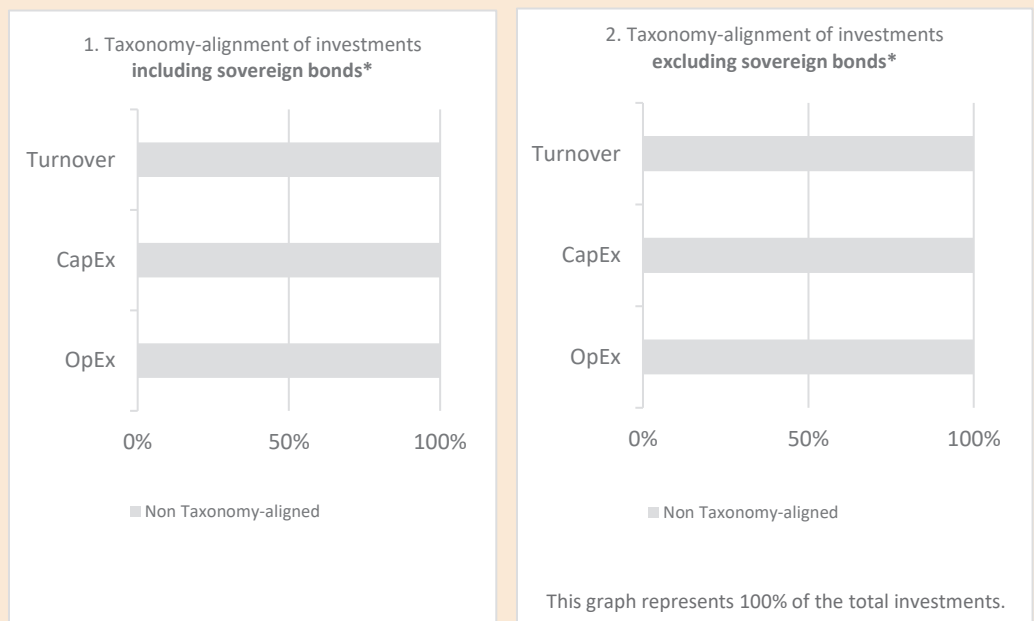 1. Taxonomy-alignment of investments
including sovereign bonds*
Turnover
CapEx
OpEx
0% 50% 100%
Non Taxonomy-aligned
2. Taxonomy-alignment of investments
excluding sovereign bonds*
Turnover
CapEx
OpEx
0% 50% 100%
Non Taxonomy-aligned
This graph represents 100% of the total investments.